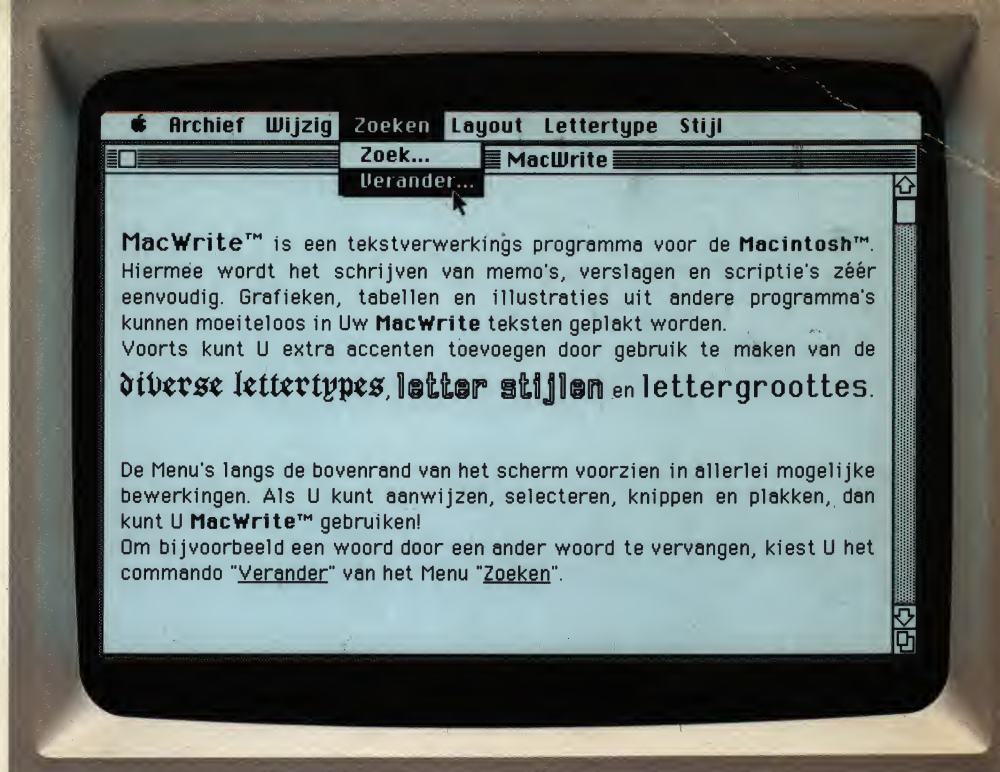 Archief Wijzig Zoeken Layout Lettertype Stijl
Zoek...
MacWrite
Verander...
MacWrite™ is een tekstverwerkings programma voor de Macintosh™.
Hiermee wordt het schrijven van memo's, verslagen en scriptie's zéér
eenvoudig. Grafieken, tabellen en illustraties uit andere programma's
kunnen moeiteloos in Uw MacWrite teksten geplakt worden.
Voorts kunt U extra accenten toevoegen door gebruik te maken van de
diverse lettertypes, letter stijlen en lettergroottes.
De Menu's langs de bovenrand van het scherm voorzien in allerlei mogelijke
bewerkingen. Als U kunt aanwijzen, selecteren, knippen en plakken, dan
kunt U MacWrite™ gebruiken!
Om bijvoorbeeld een woord door een ander woord te vervangen, kiest U het
commando "Verander" van het Menu "Zoeken".